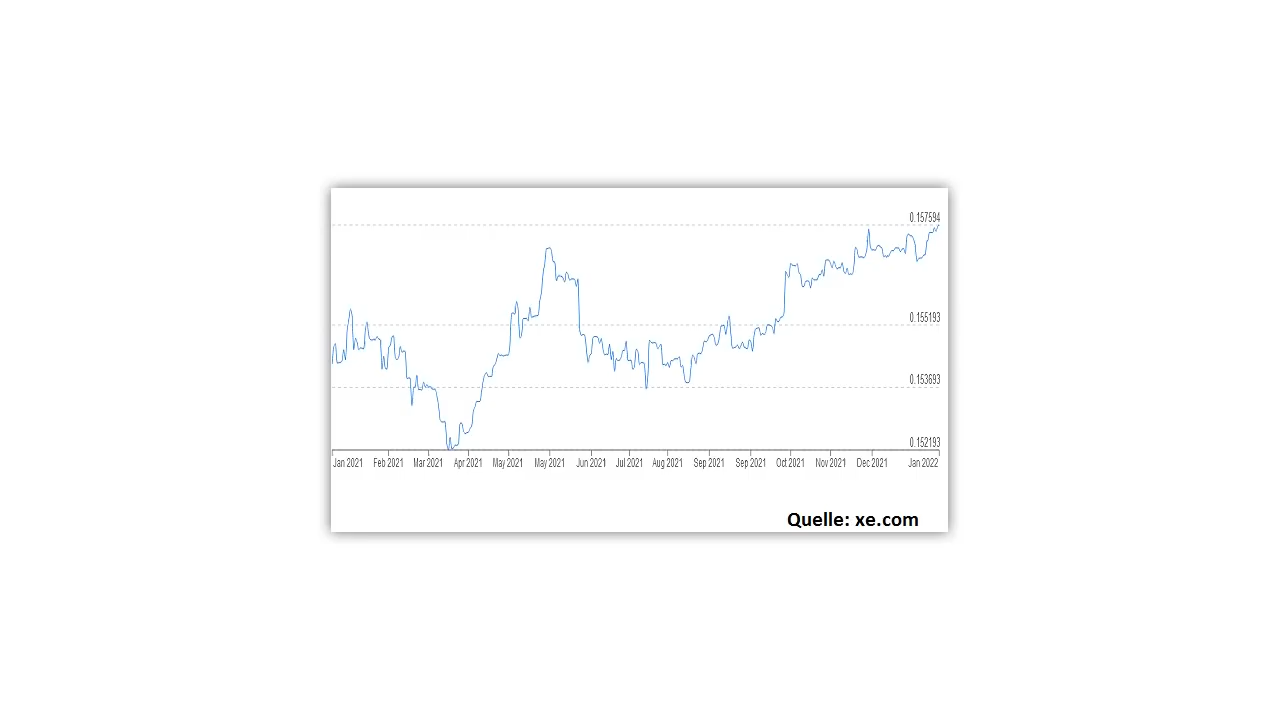 0.157594
0.155193
0.153693
0.152193
Jan 2021 Feb 2021 Mar 2021 Apr 2021 May 2021 May 2021 Jun 2021 Jul 2021 Aug 2021 Sep 2021 Sep 2021 Oct 2021 Nov 2021 Dec 2021 Jan 2022
Quelle: xe.com